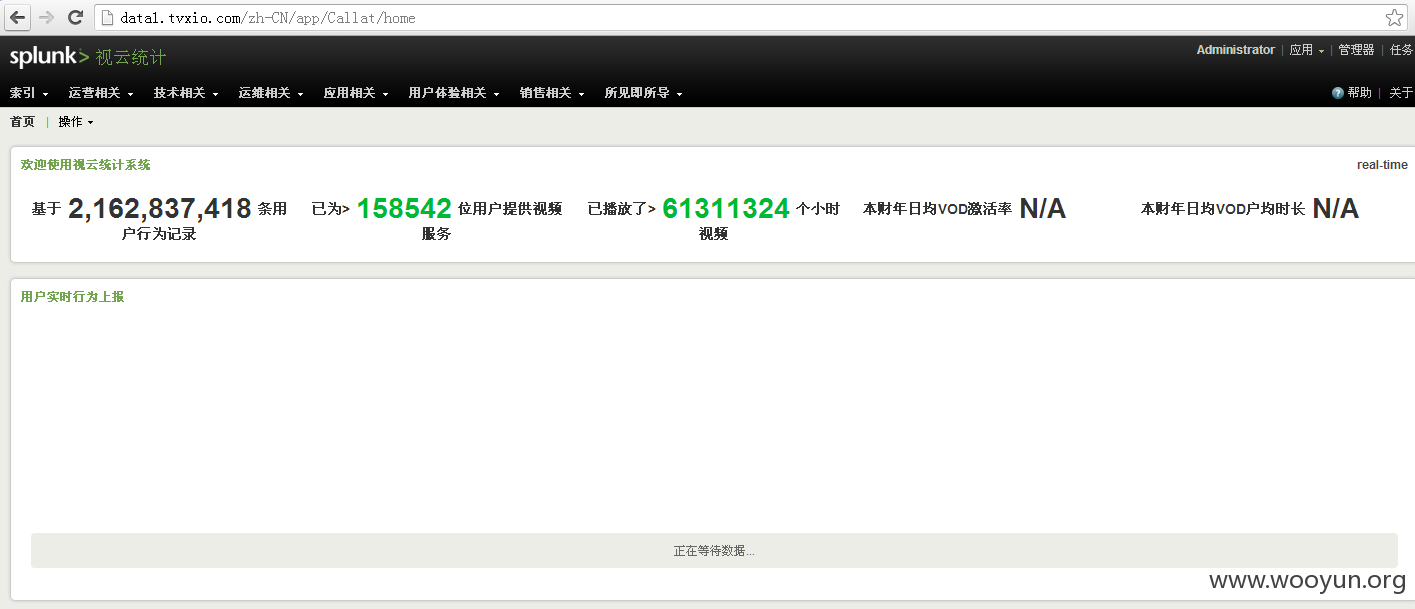 data1.tvxio.com/zh-CN/app/Callat/home
splunk> 视云统计
Administrator | 应用 | 管理器 | 任务
索引 运营相关 技术相关 运维相关 应用相关 用户体验相关 销售相关 所见即所导
帮助 | 关于
首页 | 操作
欢迎使用视云统计系统
real-time
基于 2,162,837,418 条用户行为记录
已为> 158542 位用户提供视频服务
已播放了> 61311324 个小时视频
本财年日均VOD激活率 N/A
本财年日均VOD户均时长 N/A
用户实时行为上报
正在等待数据...
www.wooyun.org